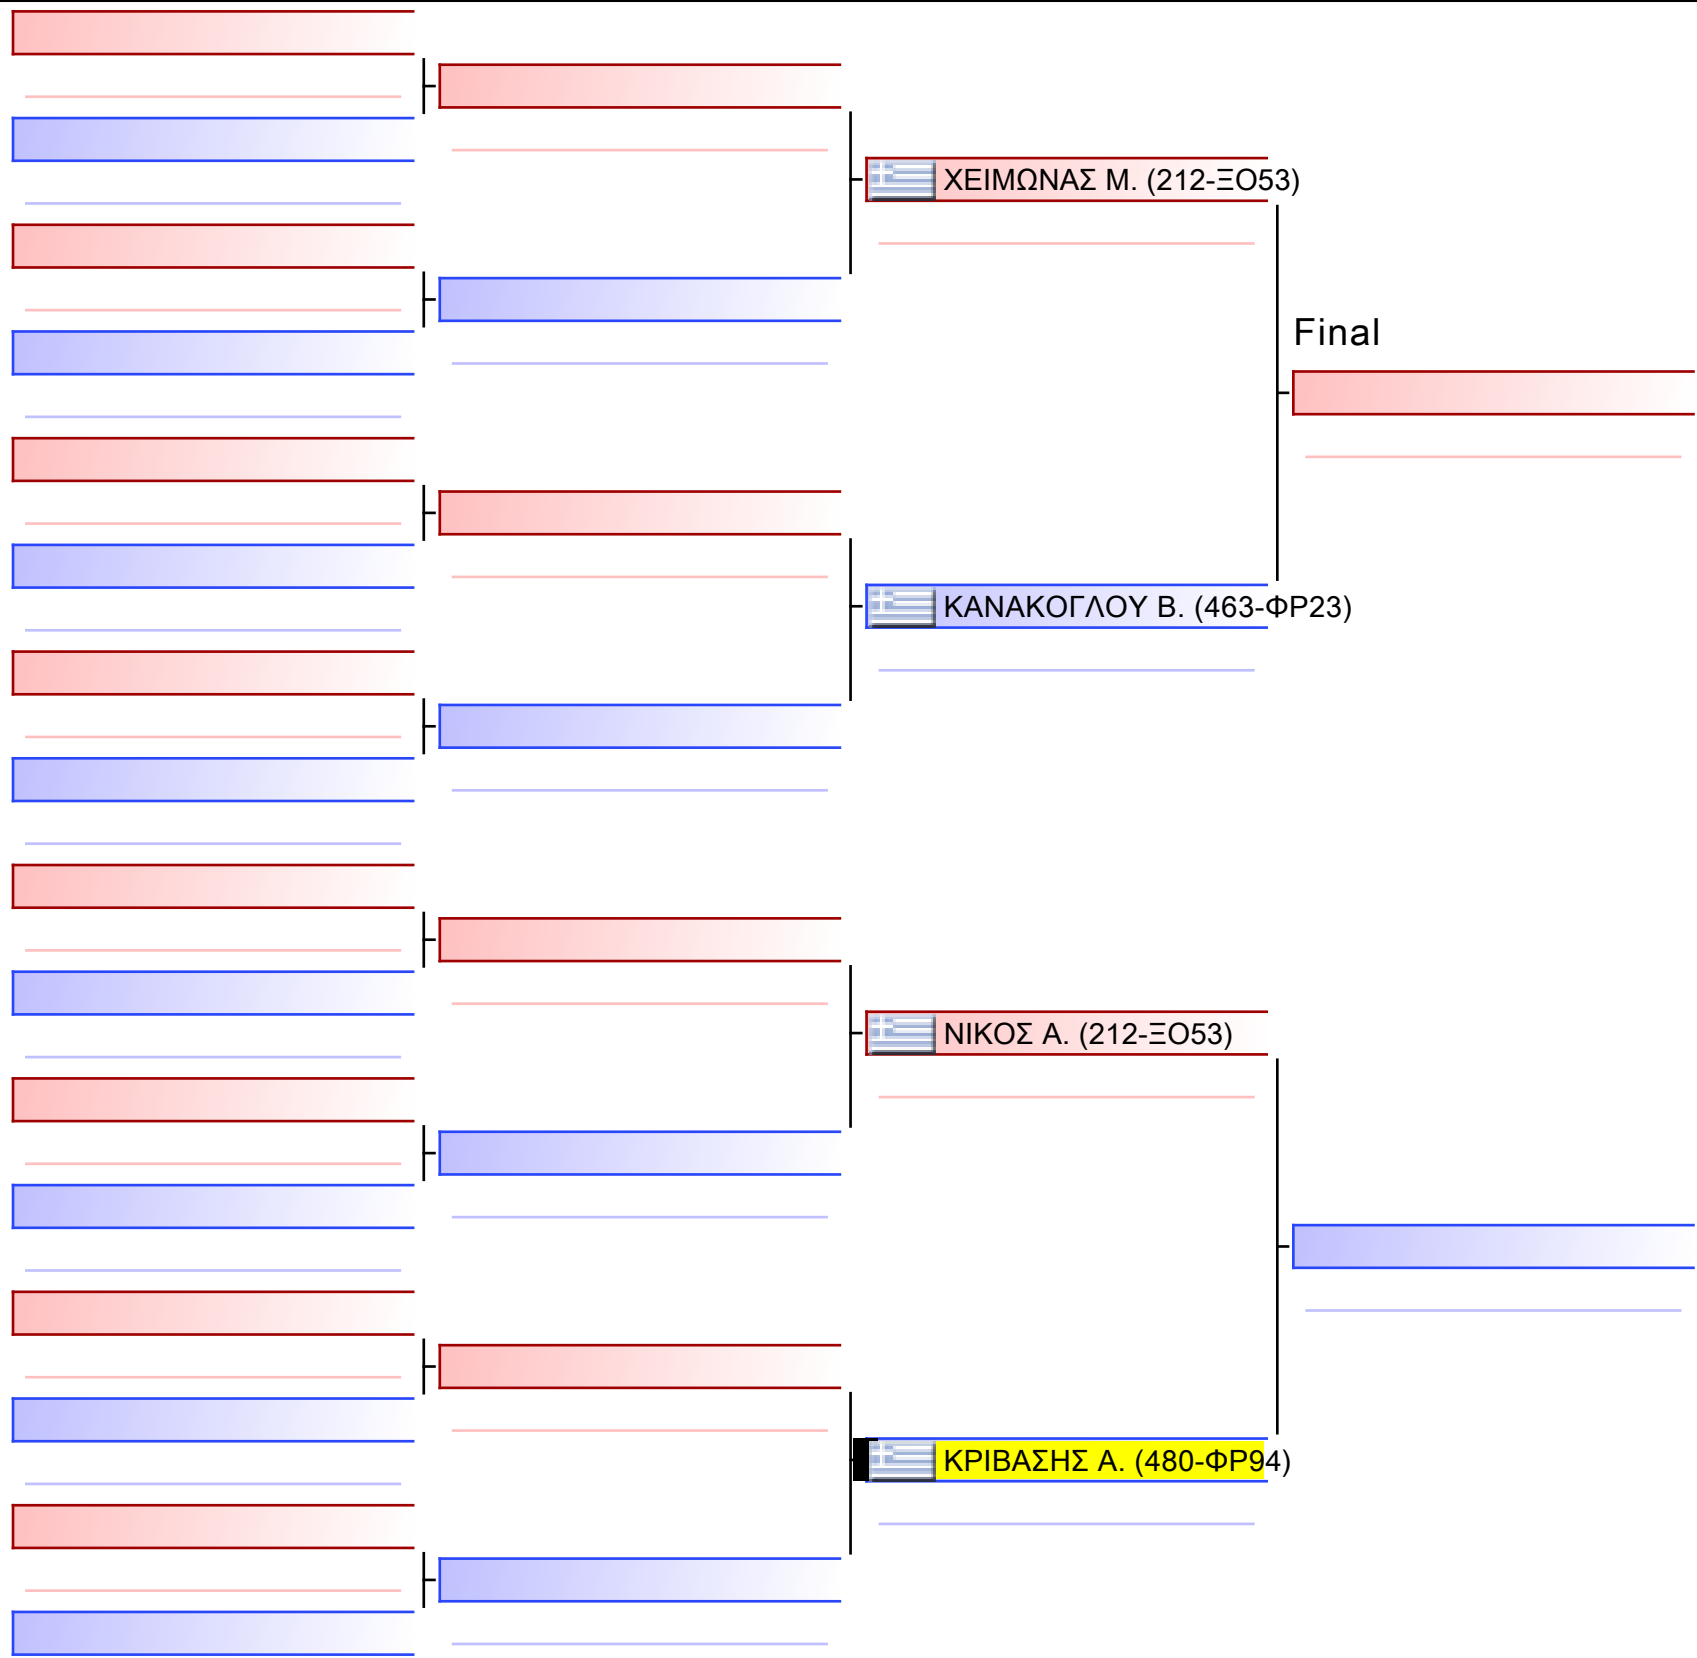 ΧΕΙΜΩΝΑΣ Μ. (212-ΞΟ53)
Final
ΚΑΝΑΚΟΓΛΟΥ Β. (463-ΦΡ23)
ΝΙΚΟΣ Α. (212-ΞΟ53)
ΚΡΙΒΑΣΗΣ Α. (480-ΦΡ94)